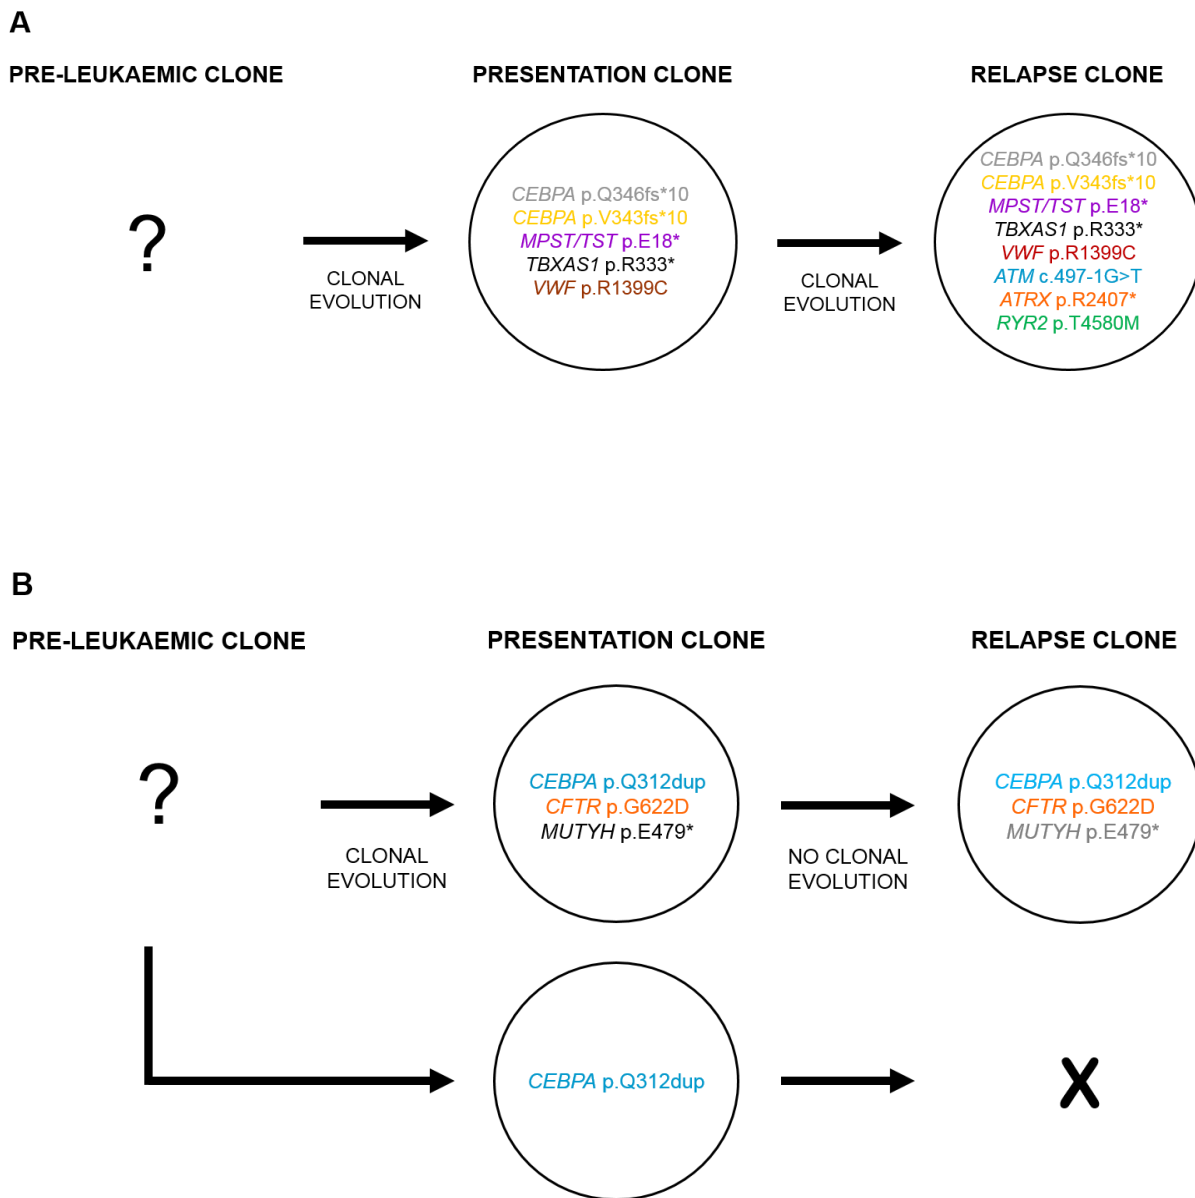 A
PRE-LEUKAEMIC CLONE
PRESENTATION CLONE
RELAPSE CLONE
?
CLONAL
EVOLUTION
CEBPA p.Q346fs*10
CEBPA p.V343fs*10
MPST/TST p.E18*
TBXAS1 p.R333*
VWF p.R1399C
CLONAL
EVOLUTION
CEBPA p.Q346fs*10
CEBPA p.V343fs*10
MPST/TST p.E18*
TBXAS1 p.R333*
VWF p.R1399C
ATM c.497-1G>T
ATRX p.R2407*
RYR2 p.T4580M
B
PRE-LEUKAEMIC CLONE
PRESENTATION CLONE
RELAPSE CLONE
?
CLONAL
EVOLUTION
CEBPA p.Q312dup
CFTR p.G622D
MUTYH p.E479*
NO CLONAL
EVOLUTION
CEBPA p.Q312dup
CFTR p.G622D
MUTYH p.E479*
CEBPA p.Q312dup
X